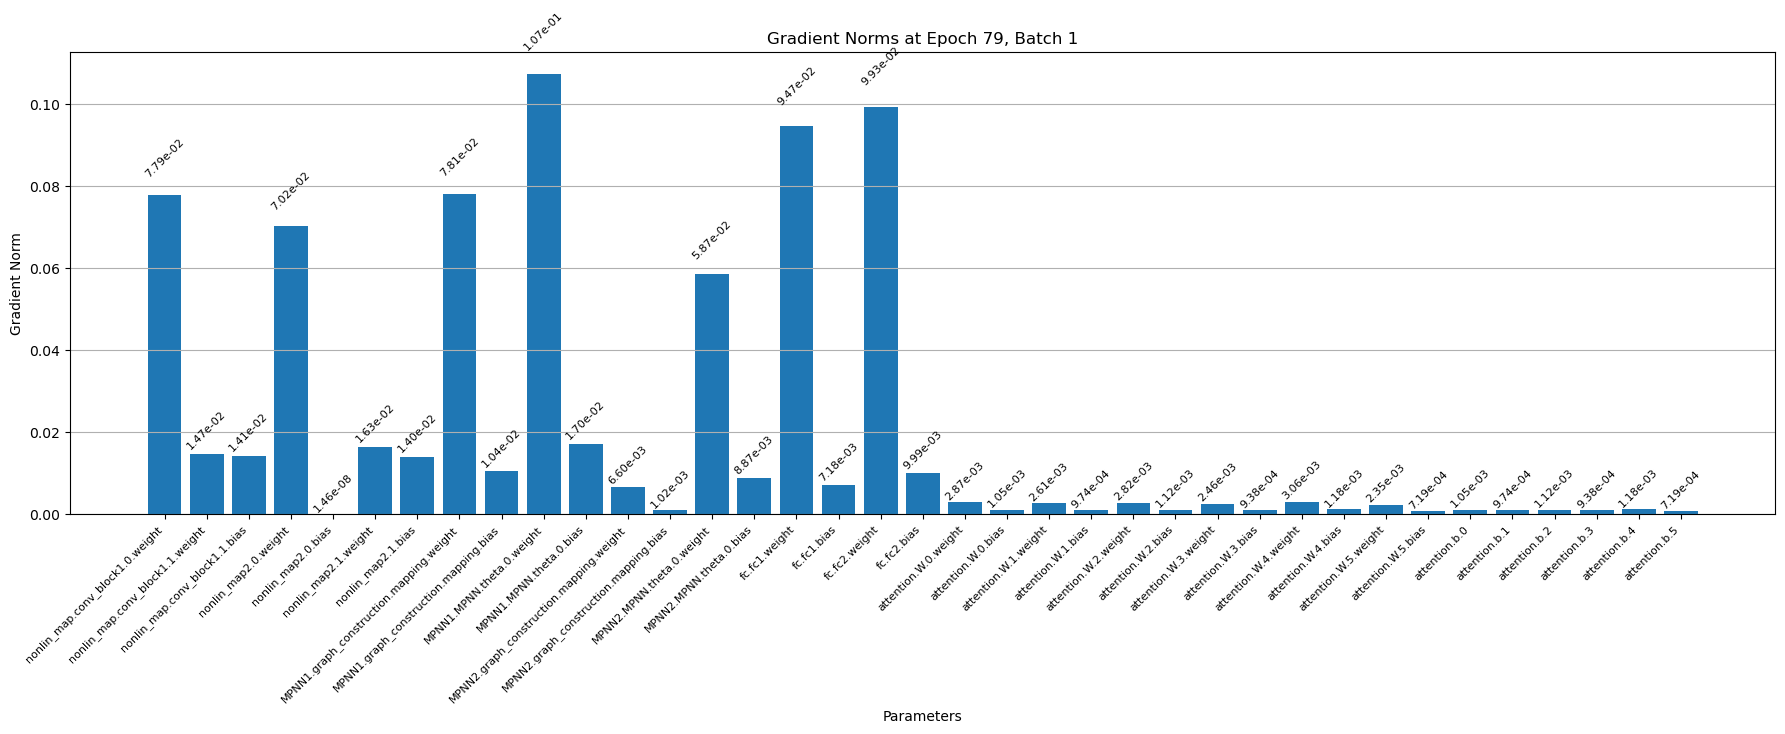 Gradient Norms at Epoch 79, Batch 1
Gradient Norm
0.10
0.08
0.06
0.04
0.02
0.00
7.79e-02
1.47e-02
1.41e-02
7.02e-02
1.46e-08
1.63e-02
1.40e-02
7.81e-02
1.04e-02
1.07e-01
1.70e-02
6.60e-03
1.02e-03
5.87e-02
8.87e-03
9.47e-02
7.18e-03
9.93e-02
9.99e-03
2.87e-03
1.05e-03
2.61e-03
9.74e-04
2.82e-03
1.12e-03
2.46e-03
9.38e-04
3.06e-03
1.18e-03
2.35e-03
7.19e-04
1.05e-03
9.74e-04
1.12e-03
9.38e-04
1.18e-03
7.19e-04
nonlin_map.conv_block1.0.weight
nonlin_map.conv_block1.1.weight
nonlin_map.conv_block1.1.bias
nonlin_map2.0.weight
nonlin_map2.0.bias
nonlin_map2.1.weight
nonlin_map2.1.bias
MPNN1.graph_construction.mapping.weight
MPNN1.graph_construction.mapping.bias
MPNN1.MPNN.theta.0.weight
MPNN1.MPNN.theta.0.bias
MPNN2.graph_construction.mapping.weight
MPNN2.graph_construction.mapping.bias
MPNN2.MPNN.theta.0.weight
MPNN2.MPNN.theta.0.bias
fc.fc1.weight
fc.fc1.bias
fc.fc2.weight
fc.fc2.bias
attention.W.0.weight
attention.W.0.bias
attention.W.1.weight
attention.W.1.bias
attention.W.2.weight
attention.W.2.bias
attention.W.3.weight
attention.W.3.bias
attention.W.4.weight
attention.W.4.bias
attention.W.5.weight
attention.W.5.bias
attention.b.0
attention.b.1
attention.b.2
attention.b.3
attention.b.4
attention.b.5
Parameters